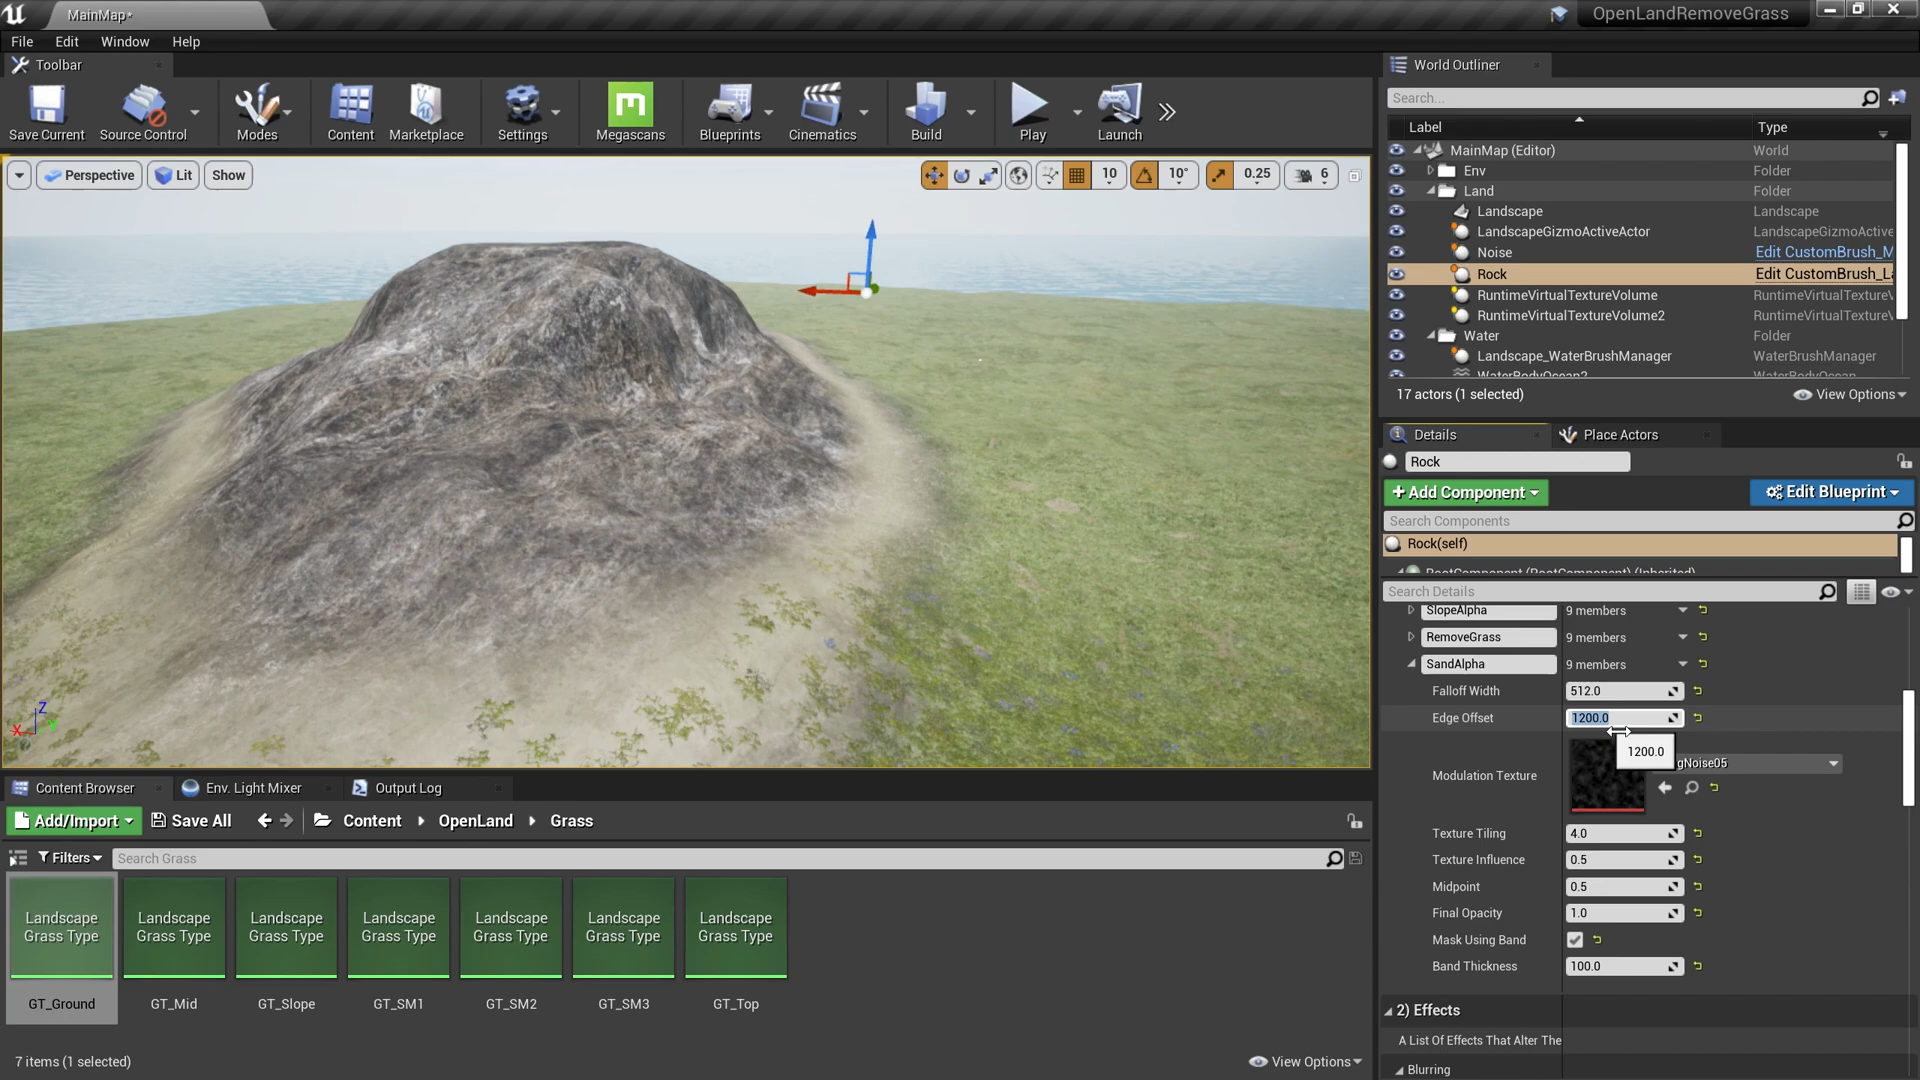 MainMap*
OpenLandRemoveGrass
File Edit Window Help
Toolbar
Save Current Source Control Modes Content Marketplace Settings Megascans Blueprints Cinematics Build Play Launch
Perspective Lit Show
10 10° 0.25 6
X Y Z
World Outliner
Search...
Label Type
MainMap (Editor) World
Env Folder
Land Folder
Landscape Landscape
LandscapeGizmoActiveActor LandscapeGizmoActive
Noise Edit CustomBrush_M
Rock Edit CustomBrush_La
RuntimeVirtualTextureVolume RuntimeVirtualTextureV
RuntimeVirtualTextureVolume2 RuntimeVirtualTextureV
Water Folder
Landscape_WaterBrushManager WaterBrushManager
WaterBodyOcean2 WaterBodyOcean
17 actors (1 selected) View Options
Details Place Actors
Rock
Add Component Edit Blueprint
Search Components
Rock(self)
RootComponent (RootComponent) (Inherited)
Search Details
SlopeAlpha 9 members
RemoveGrass 9 members
SandAlpha 9 members
Falloff Width 512.0
Edge Offset 1200.0
1200.0
Modulation Texture gNoise05
Texture Tiling 4.0
Texture Influence 0.5
Midpoint 0.5
Final Opacity 1.0
Mask Using Band
Band Thickness 100.0
2) Effects
A List Of Effects That Alter The
Blurring
Content Browser Env. Light Mixer Output Log
Add/Import Save All Content OpenLand Grass
Filters Search Grass
Landscape Grass Type Landscape Grass Type Landscape Grass Type Landscape Grass Type Landscape Grass Type Landscape Grass Type Landscape Grass Type
GT_Ground GT_Mid GT_Slope GT_SM1 GT_SM2 GT_SM3 GT_Top
7 items (1 selected) View Options